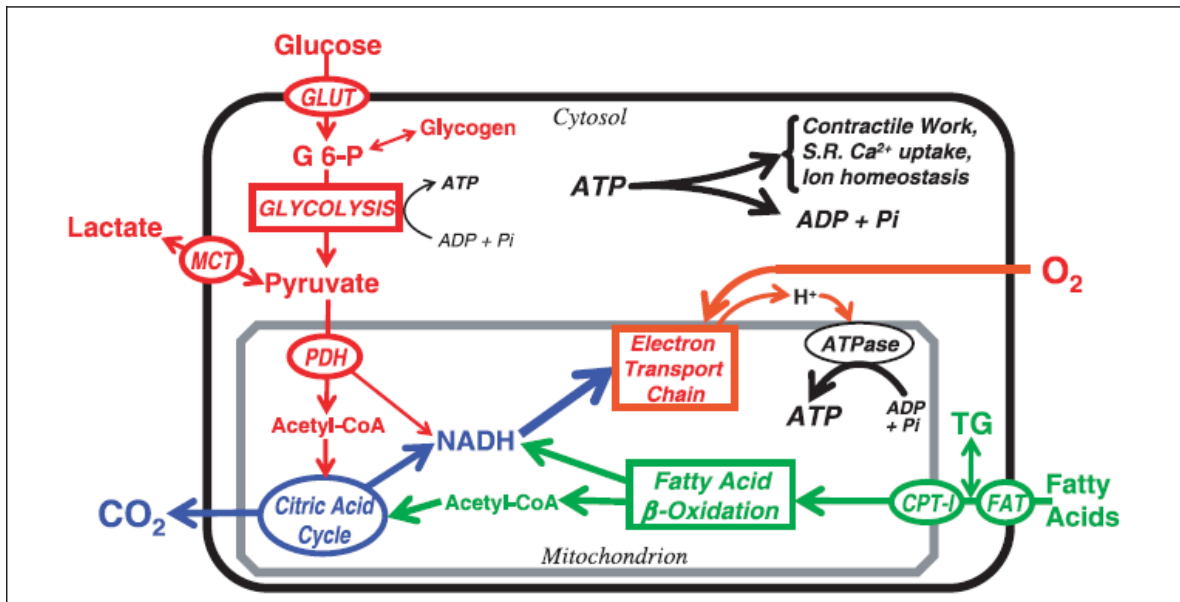 Glucose
GLUT
Cytosol
G 6-P
Glycogen
Contractile Work,
S.R. Ca²⁺ uptake,
Ion homeostasis
ATP
ATP
GLYCOLYSIS
ADP + Pi
ADP + Pi
Lactate
MCT
Pyruvate
O₂
H⁺
PDH
Electron
Transport
Chain
ATPase
ATP
ADP
+ Pi
Acetyl-CoA
NADH
TG
Fatty Acid
β-Oxidation
Acetyl-CoA
CPT-I
FAT
Fatty
Acids
CO₂
Citric Acid
Cycle
Mitochondrion